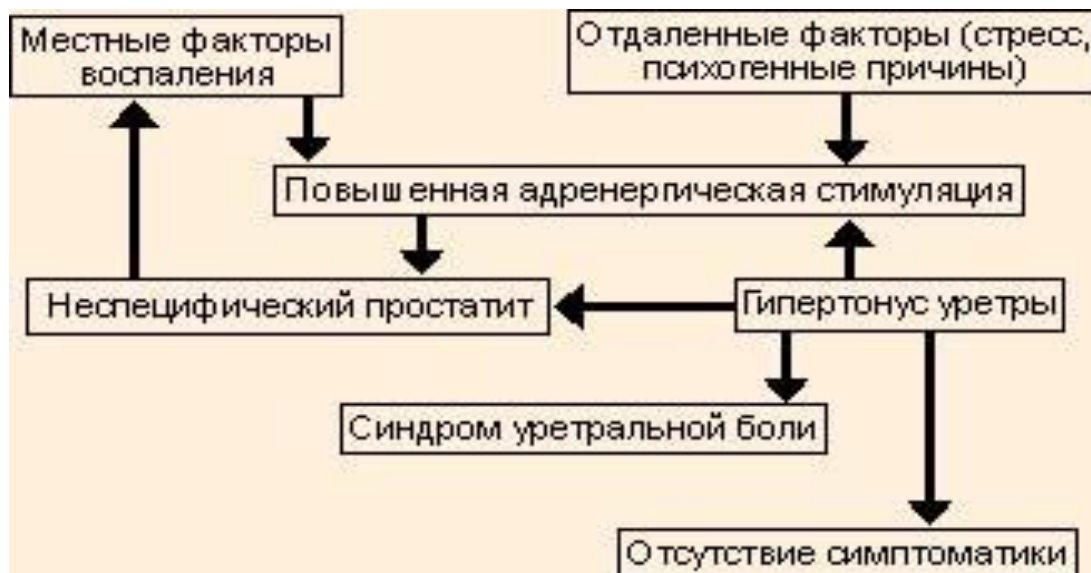 Местные факторы
воспаления
Отдаленные факторы (стресс,
психогенные причины)
Повышенная адренергическая стимуляция
Неспецифический простатит
Гипертонус уретры
Синдром уретральной боли
Отсутствие симптоматики